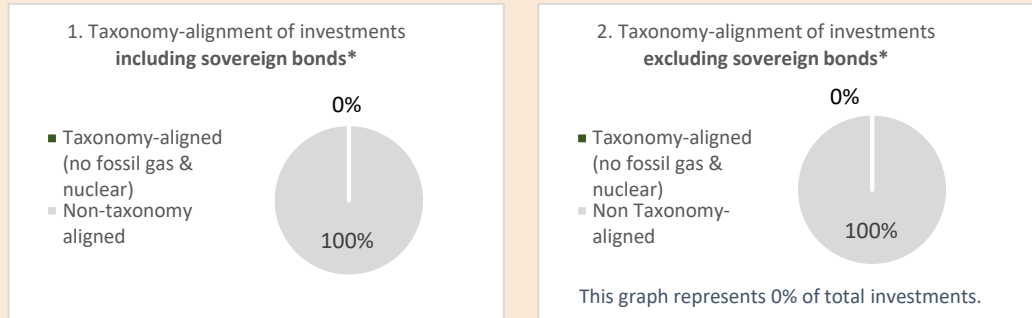 1. Taxonomy-alignment of investments
including sovereign bonds*
0%
Taxonomy-aligned
(no fossil gas &
nuclear)
Non-taxonomy
aligned
100%
2. Taxonomy-alignment of investments
excluding sovereign bonds*
0%
Taxonomy-aligned
(no fossil gas &
nuclear)
Non Taxonomy-
aligned
100%
This graph represents 0% of total investments.